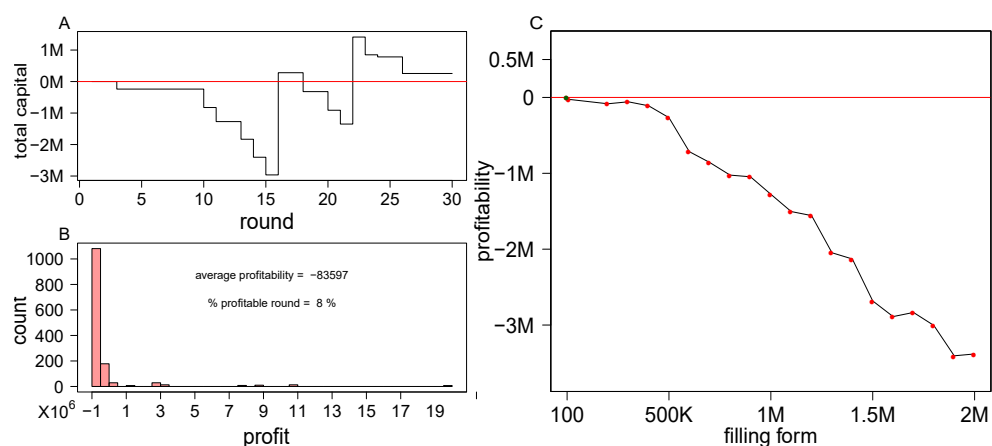 A
1M
0M
−1M
−2M
−3M
total capital
0 5 10 15 20 25 30
round
B
1000
800
600
400
200
0
count
average profitability = −83597
% profitable round = 8 %
X10⁶ −1 1 3 5 7 9 11 13 15 17 19
profit
C
0.5M
0
−1M
−2M
−3M
profitability
100 500K 1M 1.5M 2M
filling form